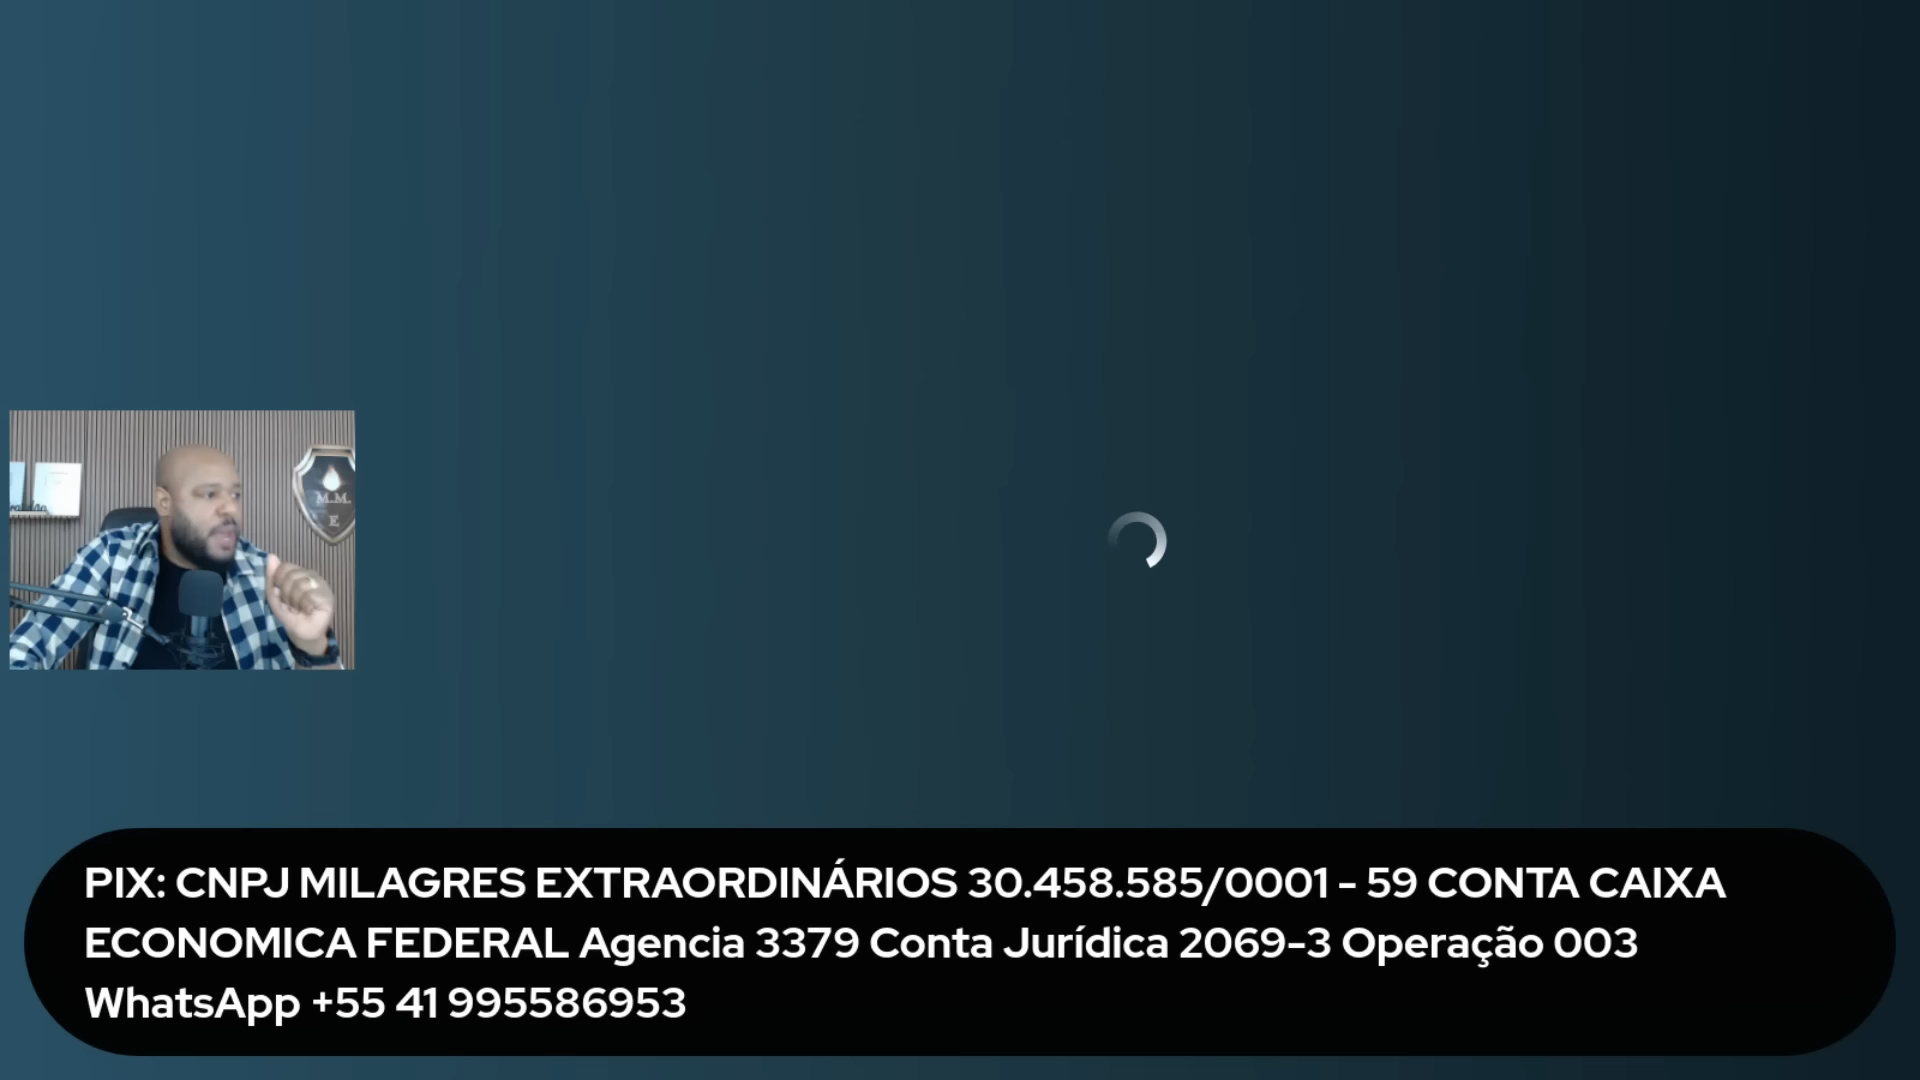 M.M.
E
PIX: CNPJ MILAGRES EXTRAORDINÁRIOS 30.458.585/0001 - 59 CONTA CAIXA
ECONOMICA FEDERAL Agencia 3379 Conta Jurídica 2069-3 Operação 003
WhatsApp +55 41 995586953